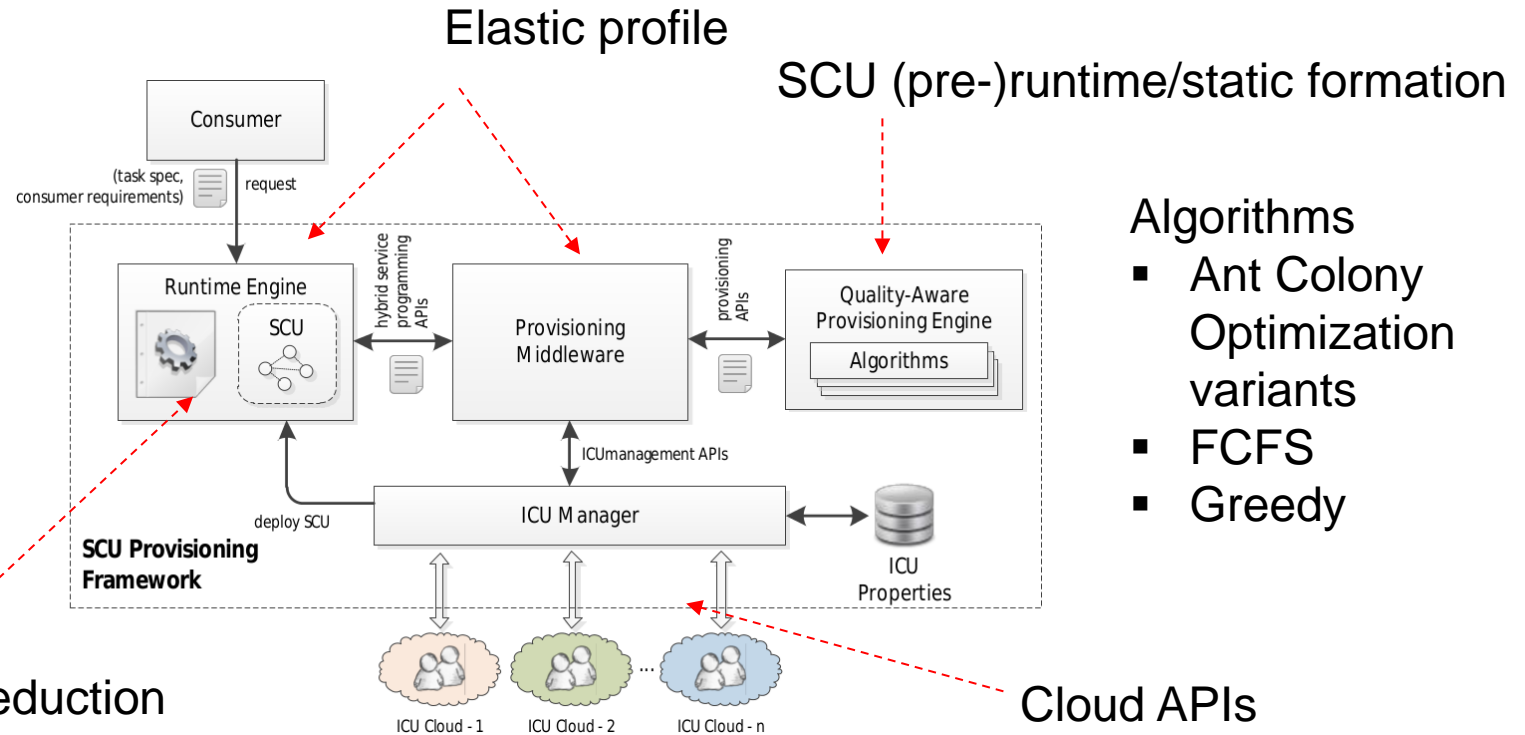 Elastic profile
SCU (pre-)runtime/static formation
Consumer
(task spec,
consumer requirements)
request
hybrid service
programming
APIs
provisioning
APIs
Runtime Engine
SCU
Provisioning
Middleware
Quality-Aware
Provisioning Engine
Algorithms
Algorithms
▪ Ant Colony
Optimization
variants
▪ FCFS
▪ Greedy
ICUmanagement APIs
deploy SCU
ICU Manager
SCU Provisioning
Framework
ICU
Properties
...
ICU Cloud - 1
ICU Cloud - 2
ICU Cloud - n
Cloud APIs